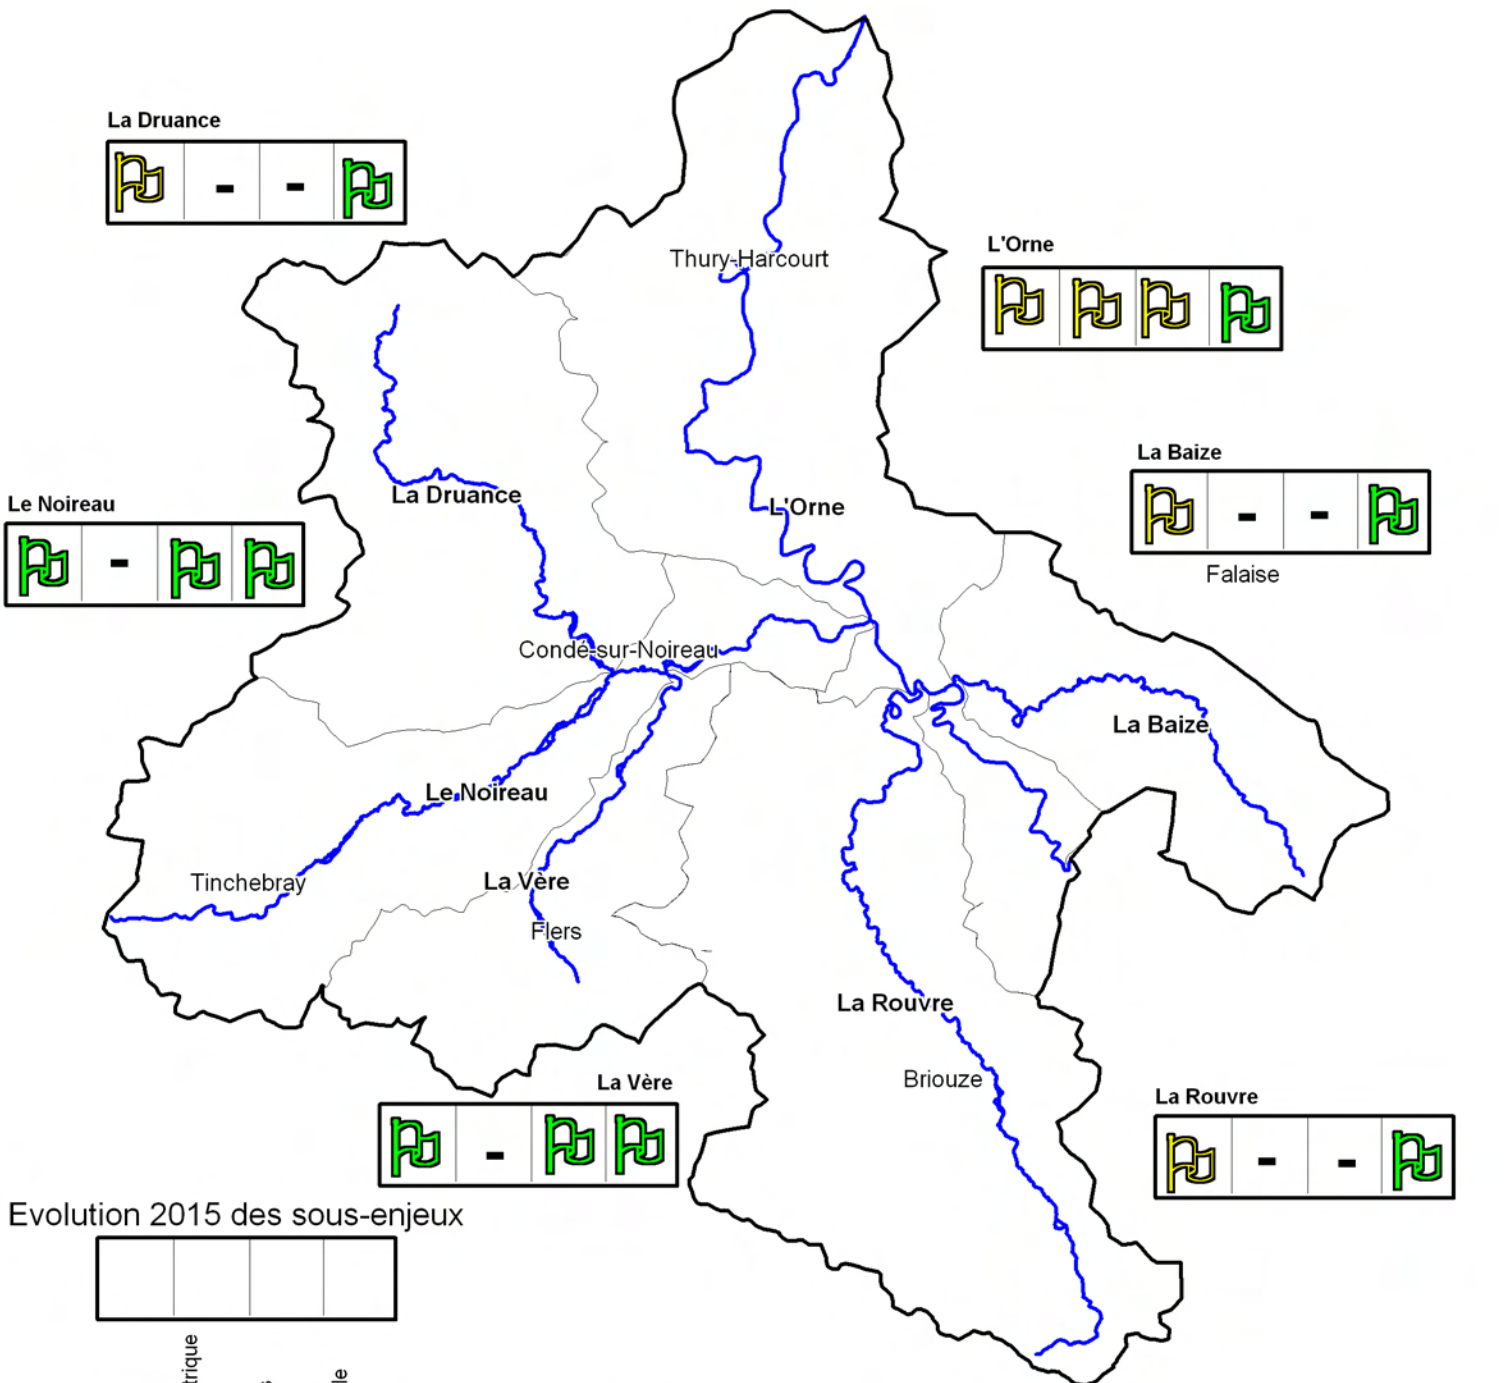 La Druance
- -
L'Orne
Thury-Harcourt
La Baize
- -
Falaise
Le Noireau
-
La Druance
L'Orne
Condé-sur-Noireau
La Baize
Le Noireau
Tinchebray
La Vère
Flers
La Rouvre
Briouze
La Vère
-
La Rouvre
- -
Evolution 2015 des sous-enjeux